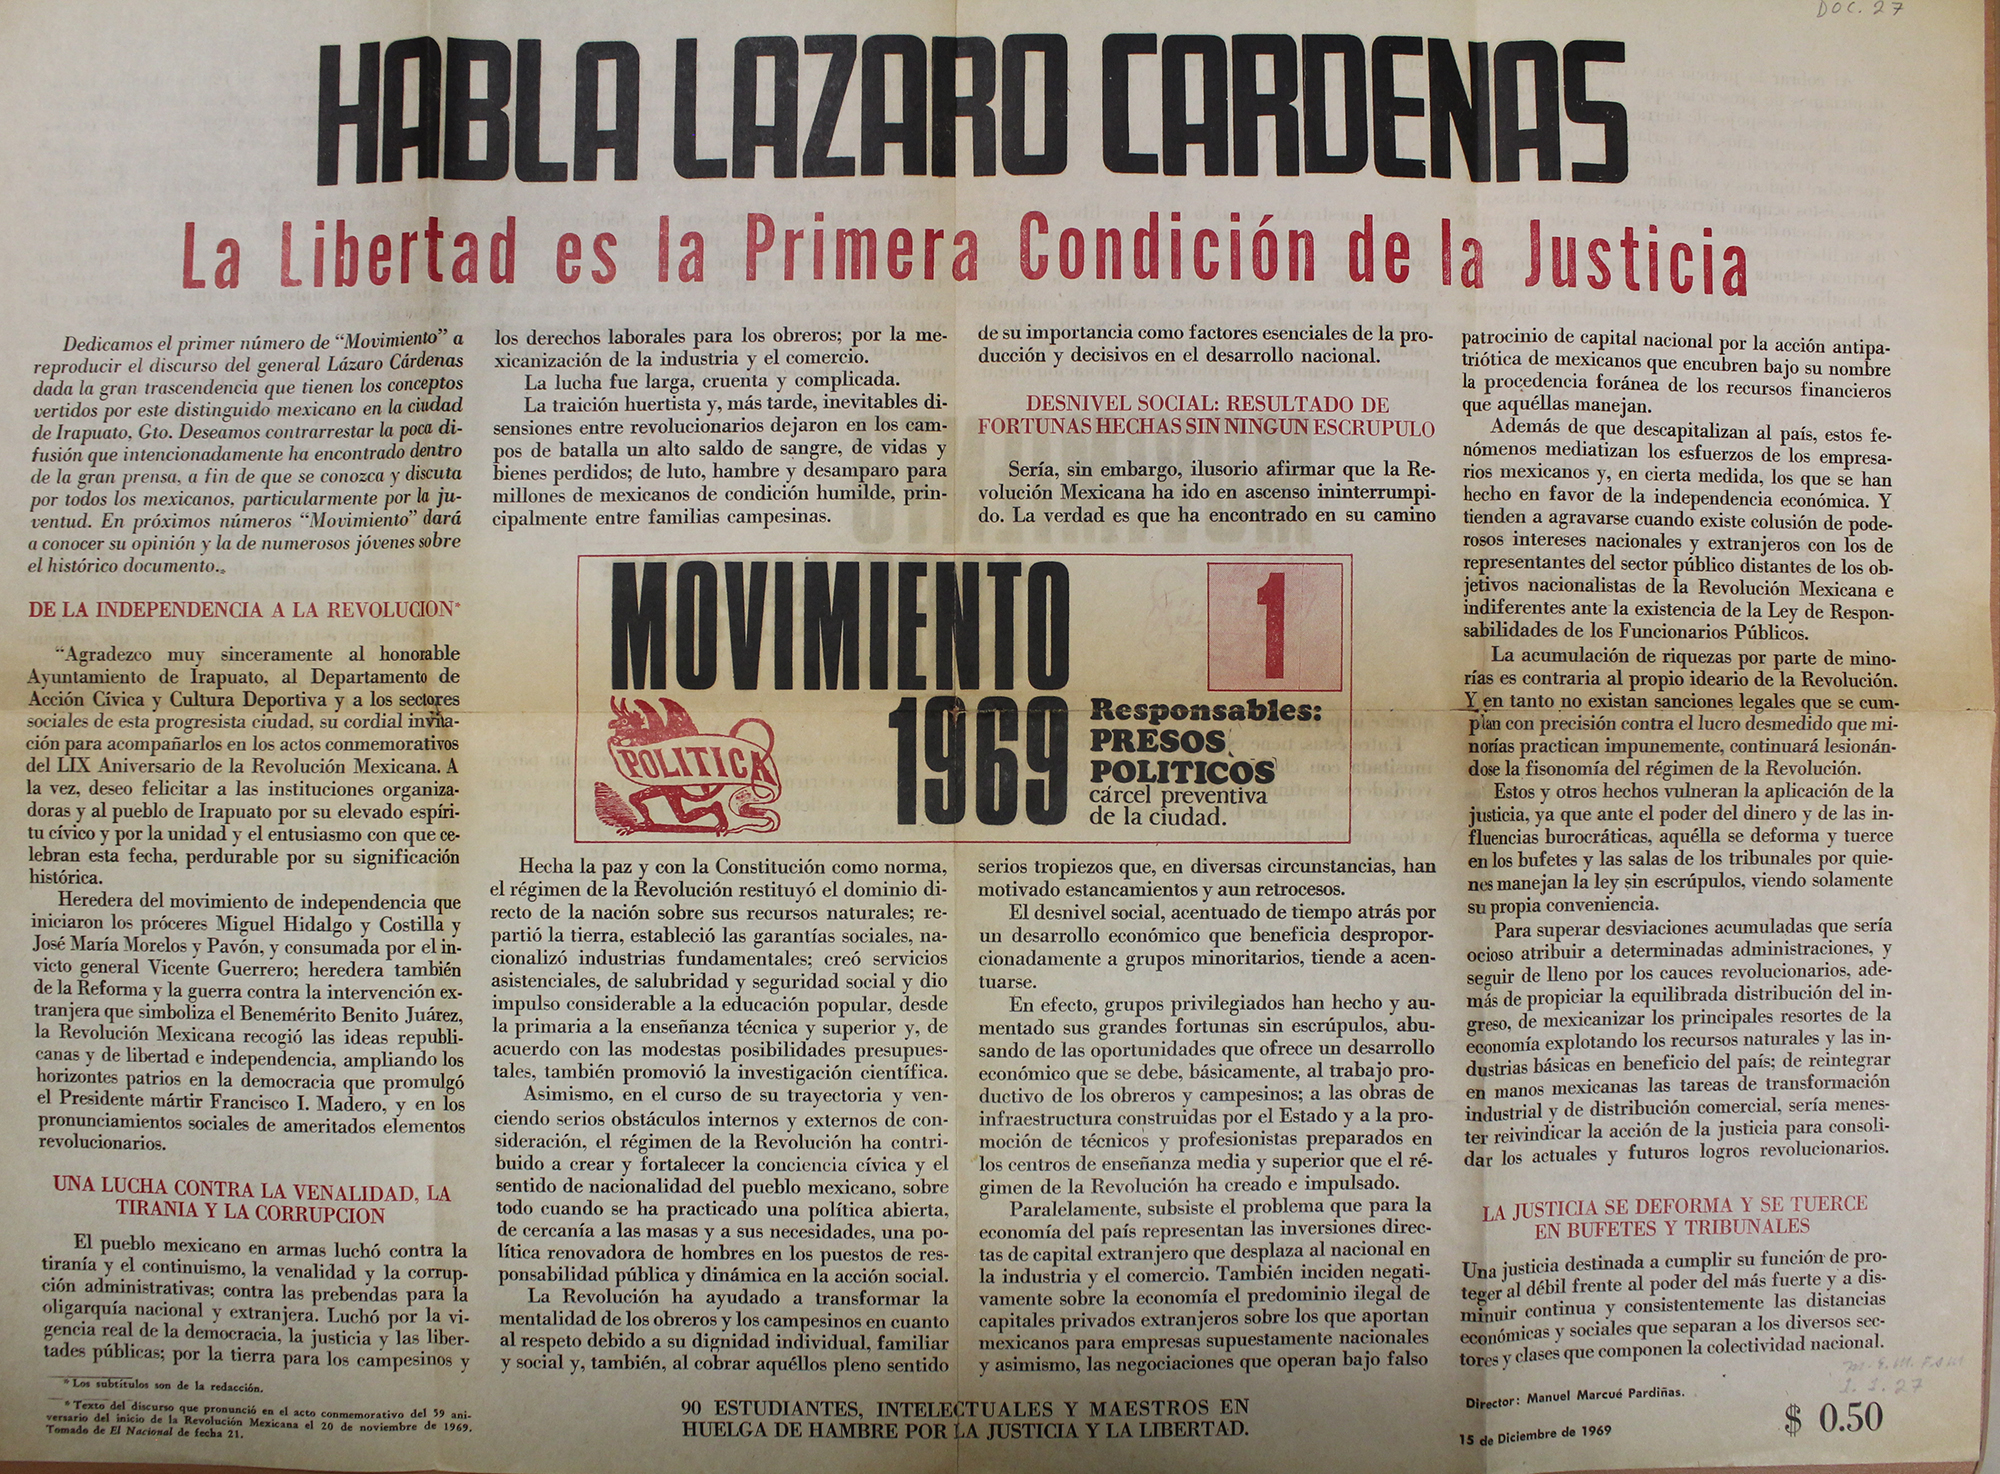 DOC. 27
HABLA LAZARO CARDENAS
La Libertad es la Primera Condición de la Justicia
Dedicamos el primer número de “Movimiento” a
reproducir el discurso del general Lázaro Cárdenas
dada la gran trascendencia que tienen los conceptos
vertidos por este distinguido mexicano en la ciudad
de Irapuato, Gto. Deseamos contrarrestar la poca di-
fusión que intencionadamente ha encontrado dentro
de la gran prensa, a fin de que se conozca y discuta
por todos los mexicanos, particularmente por la ju-
ventud. En próximos números “Movimiento” dará
a conocer su opinión y la de numerosos jóvenes sobre
el histórico documento..
DE LA INDEPENDENCIA A LA REVOLUCION*
“Agradezco muy sinceramente al honorable
Ayuntamiento de Irapuato, al Departamento de
Acción Cívica y Cultura Deportiva y a los sectores
sociales de esta progresista ciudad, su cordial invita-
ción para acompañarlos en los actos conmemorativos
del LIX Aniversario de la Revolución Mexicana. A
la vez, deseo felicitar a las instituciones organiza-
doras y al pueblo de Irapuato por su elevado espíri-
tu cívico y por la unidad y el entusiasmo con que ce-
lebran esta fecha, perdurable por su significación
histórica.
Heredera del movimiento de independencia que
iniciaron los próceres Miguel Hidalgo y Costilla y
José María Morelos y Pavón, y consumada por el in-
victo general Vicente Guerrero; heredera también
de la Reforma y la guerra contra la intervención ex-
tranjera que simboliza el Benemérito Benito Juárez,
la Revolución Mexicana recogió las ideas republi-
canas y de libertad e independencia, ampliando los
horizontes patrios en la democracia que promulgó
el Presidente mártir Francisco I. Madero, y en los
pronunciamientos sociales de ameritados elementos
revolucionarios.
UNA LUCHA CONTRA LA VENALIDAD, LA
TIRANIA Y LA CORRUPCION
El pueblo mexicano en armas luchó contra la
tiranía y el continuismo, la venalidad y la corrup-
ción administrativas; contra las prebendas para la
oligarquía nacional y extranjera. Luchó por la vi-
gencia real de la democracia, la justicia y las liber-
tades públicas; por la tierra para los campesinos y
* Los subtítulos son de la redacción.
* Texto del discurso que pronunció en el acto conmemorativo del 59 ani-
versario del inicio de la Revolución Mexicana el 20 de noviembre de 1969.
Tomado de El Nacional de fecha 21.
los derechos laborales para los obreros; por la me-
xicanización de la industria y el comercio.
La lucha fue larga, cruenta y complicada.
La traición huertista y, más tarde, inevitables di-
sensiones entre revolucionarios dejaron en los cam-
pos de batalla un alto saldo de sangre, de vidas y
bienes perdidos; de luto, hambre y desamparo para
millones de mexicanos de condición humilde, prin-
cipalmente entre familias campesinas.
MOVIMIENTO
1969
1
POLITICA
Responsables:
PRESOS
POLITICOS
cárcel preventiva
de la ciudad.
Hecha la paz y con la Constitución como norma,
el régimen de la Revolución restituyó el dominio di-
recto de la nación sobre sus recursos naturales; re-
partió la tierra, estableció las garantías sociales, na-
cionalizó industrias fundamentales; creó servicios
asistenciales, de salubridad y seguridad social y dio
impulso considerable a la educación popular, desde
la primaria a la enseñanza técnica y superior y, de
acuerdo con las modestas posibilidades presupues-
tales, también promovió la investigación científica.
Asimismo, en el curso de su trayectoria y ven-
ciendo serios obstáculos internos y externos de con-
sideración, el régimen de la Revolución ha contri-
buido a crear y fortalecer la conciencia cívica y el
sentido de nacionalidad del pueblo mexicano, sobre
todo cuando se ha practicado una política abierta,
de cercanía a las masas y a sus necesidades, una po-
lítica renovadora de hombres en los puestos de res-
ponsabilidad pública y dinámica en la acción social.
La Revolución ha ayudado a transformar la
mentalidad de los obreros y los campesinos en cuanto
al respeto debido a su dignidad individual, familiar
y social y, también, al cobrar aquéllos pleno sentido
de su importancia como factores esenciales de la pro-
ducción y decisivos en el desarrollo nacional.
DESNIVEL SOCIAL: RESULTADO DE
FORTUNAS HECHAS SIN NINGUN ESCRUPULO
Sería, sin embargo, ilusorio afirmar que la Re-
volución Mexicana ha ido en ascenso ininterrumpi-
do. La verdad es que ha encontrado en su camino
serios tropiezos que, en diversas circunstancias, han
motivado estancamientos y aun retrocesos.
El desnivel social, acentuado de tiempo atrás por
un desarrollo económico que beneficia despropor-
cionadamente a grupos minoritarios, tiende a acen-
tuarse.
En efecto, grupos privilegiados han hecho y au-
mentado sus grandes fortunas sin escrúpulos, abu-
sando de las oportunidades que ofrece un desarrollo
económico que se debe, básicamente, al trabajo pro-
ductivo de los obreros y campesinos; a las obras de
infraestructura construidas por el Estado y a la pro-
moción de técnicos y profesionistas preparados en
los centros de enseñanza media y superior que el ré-
gimen de la Revolución ha creado e impulsado.
Paralelamente, subsiste el problema que para la
economía del país representan las inversiones direc-
tas de capital extranjero que desplaza al nacional en
la industria y el comercio. También inciden negati-
vamente sobre la economía el predominio ilegal de
capitales privados extranjeros sobre los que aportan
mexicanos para empresas supuestamente nacionales
y asimismo, las negociaciones que operan bajo falso
patrocinio de capital nacional por la acción antipa-
triótica de mexicanos que encubren bajo su nombre
la procedencia foránea de los recursos financieros
que aquéllas manejan.
Además de que descapitalizan al país, estos fe-
nómenos mediatizan los esfuerzos de los empresa-
rios mexicanos y, en cierta medida, los que se han
hecho en favor de la independencia económica. Y
tienden a agravarse cuando existe colusión de pode-
rosos intereses nacionales y extranjeros con los de
representantes del sector público distantes de los ob-
jetivos nacionalistas de la Revolución Mexicana e
indiferentes ante la existencia de la Ley de Respon-
sabilidades de los Funcionarios Públicos.
La acumulación de riquezas por parte de mino-
rías es contraria al propio ideario de la Revolución.
Y en tanto no existan sanciones legales que se cum-
plan con precisión contra el lucro desmedido que mi-
norías practican impunemente, continuará lesionán-
dose la fisonomía del régimen de la Revolución.
Estos y otros hechos vulneran la aplicación de la
justicia, ya que ante el poder del dinero y de las in-
fluencias burocráticas, aquélla se deforma y tuerce
en los bufetes y las salas de los tribunales por quie-
nes manejan la ley sin escrúpulos, viendo solamente
su propia conveniencia.
Para superar desviaciones acumuladas que sería
ocioso atribuir a determinadas administraciones, y
seguir de lleno por los cauces revolucionarios, ade-
más de propiciar la equilibrada distribución del in-
greso, de mexicanizar los principales resortes de la
economía explotando los recursos naturales y las in-
dustrias básicas en beneficio del país; de reintegrar
en manos mexicanas las tareas de transformación
industrial y de distribución comercial, sería menes-
ter reivindicar la acción de la justicia para consoli-
dar los actuales y futuros logros revolucionarios.
LA JUSTICIA SE DEFORMA Y SE TUERCE
EN BUFETES Y TRIBUNALES
Una justicia destinada a cumplir su función de pro-
teger al débil frente al poder del más fuerte y a dis-
minuir continua y consistentemente las distancias
económicas y sociales que separan a los diversos sec-
tores y clases que componen la colectividad nacional.
90 ESTUDIANTES, INTELECTUALES Y MAESTROS EN
HUELGA DE HAMBRE POR LA JUSTICIA Y LA LIBERTAD.
Director: Manuel Marcué Pardiñas.
15 de Diciembre de 1969
$ 0.50